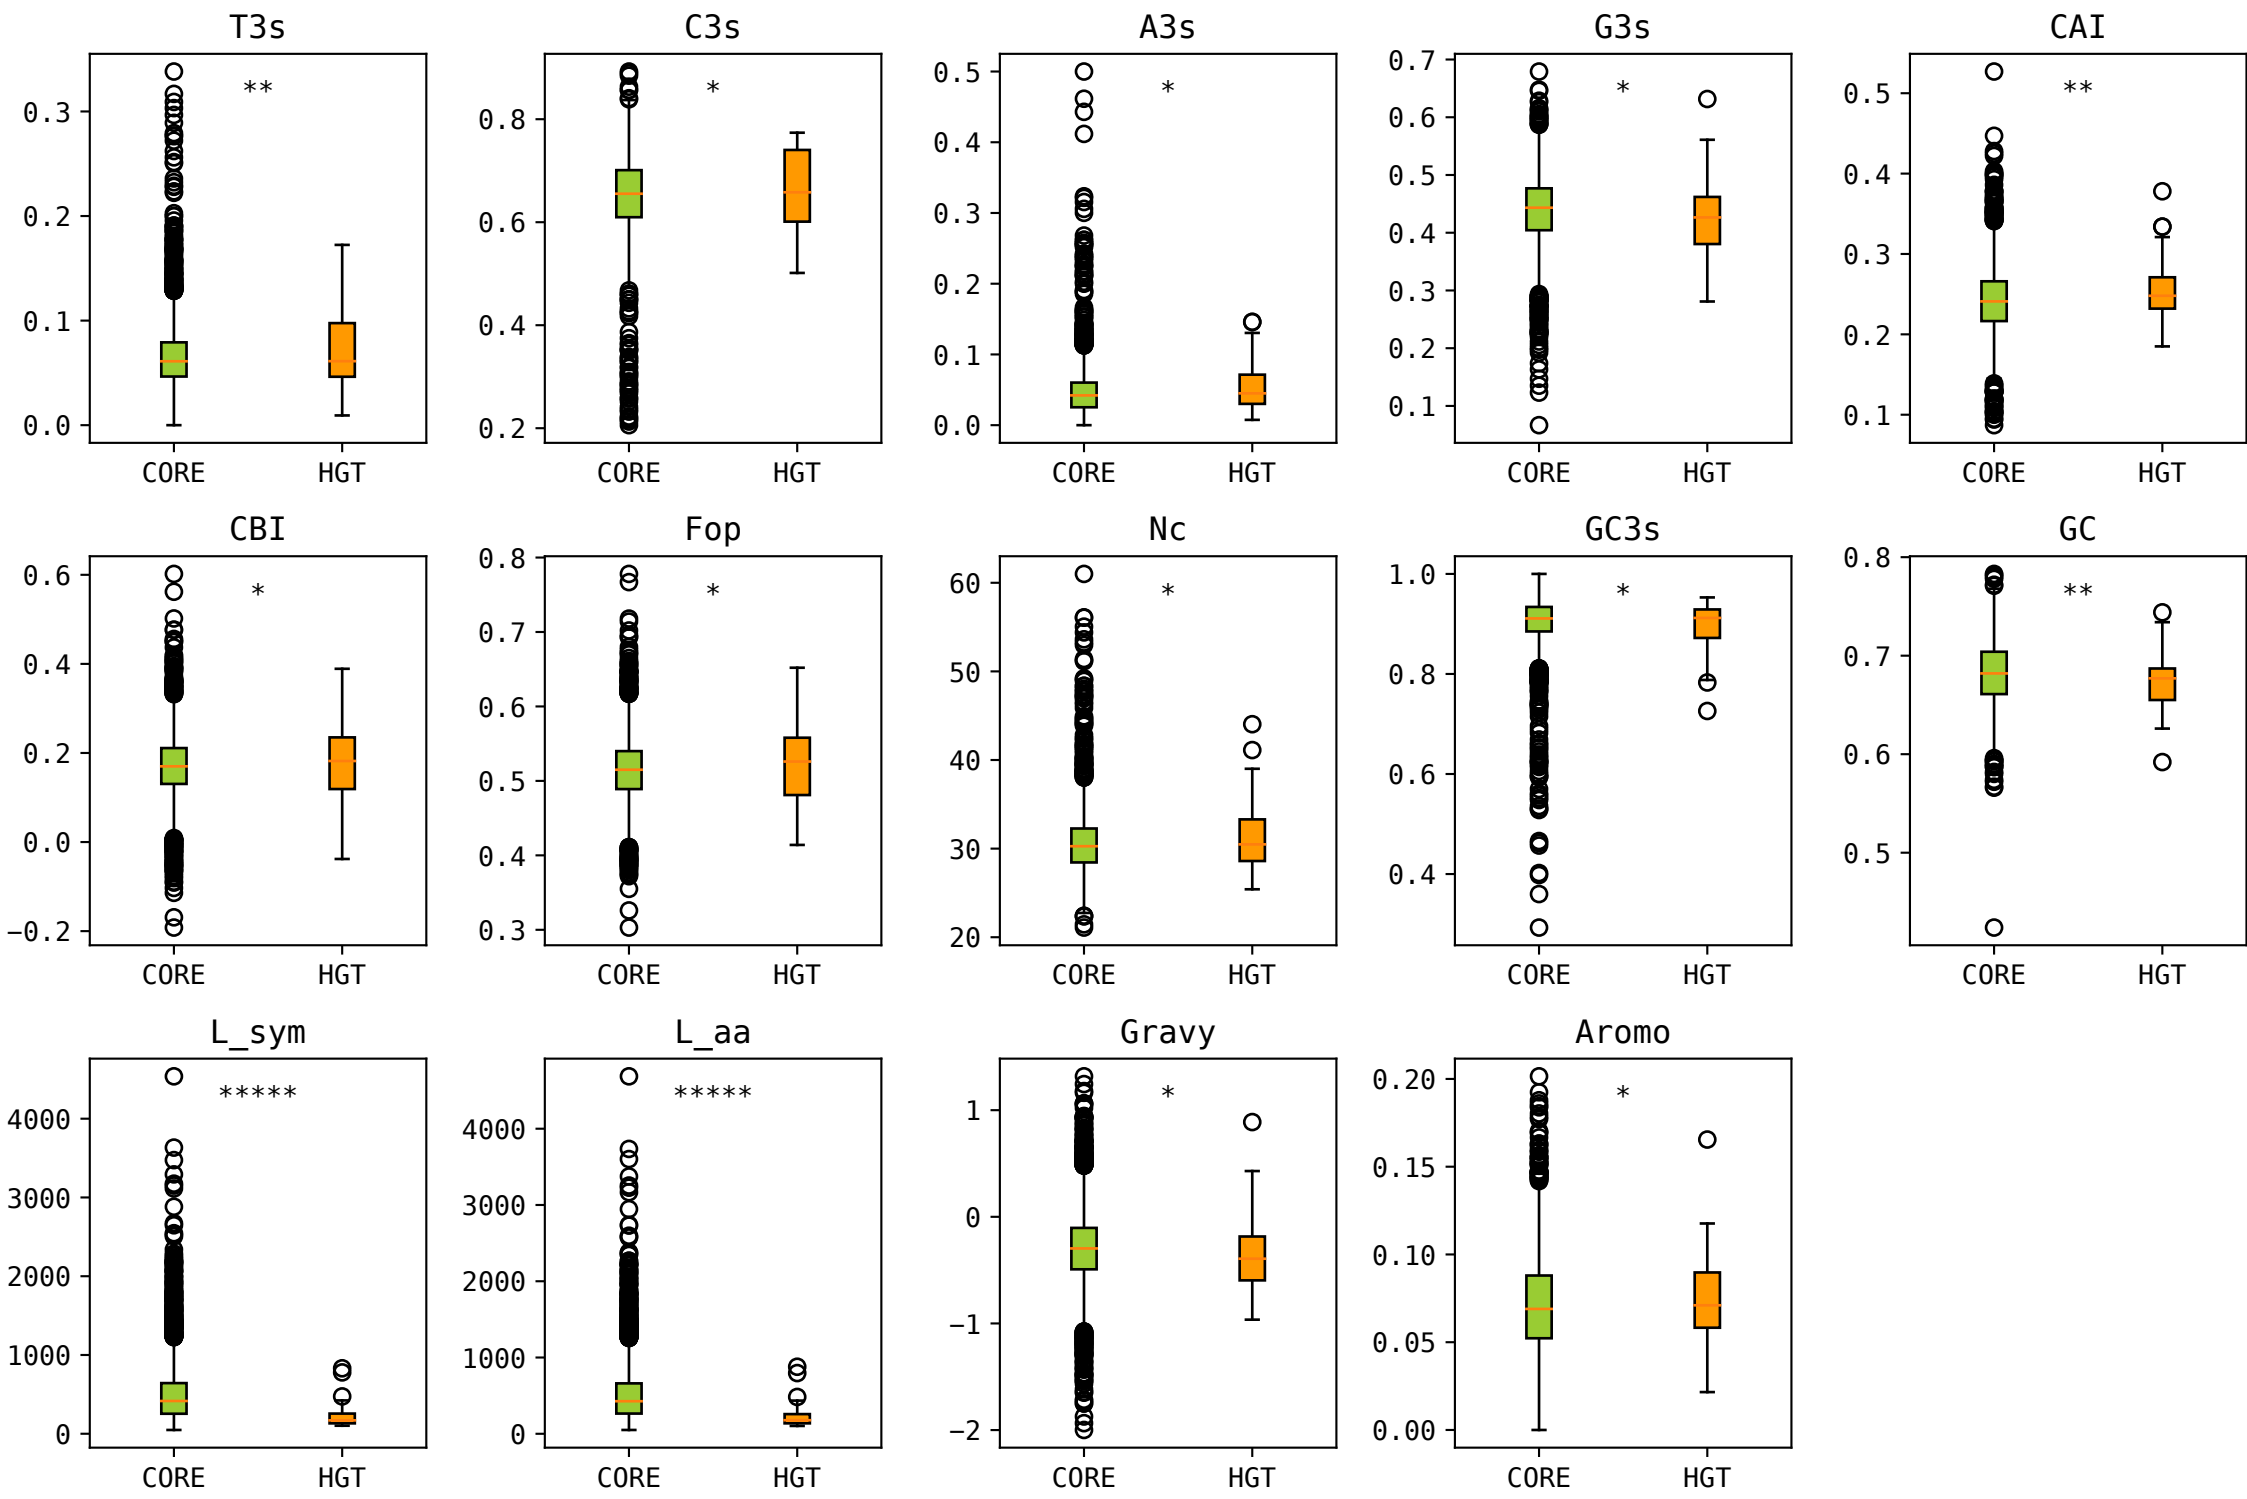 T3s
C3s
A3s
G3s
CAI
**
*
*
*
**
0.3
0.2
0.1
0.0
0.8
0.6
0.4
0.2
0.5
0.4
0.3
0.2
0.1
0.0
0.7
0.6
0.5
0.4
0.3
0.2
0.1
0.5
0.4
0.3
0.2
0.1
CORE HGT
CORE HGT
CORE HGT
CORE HGT
CORE HGT
CBI
Fop
Nc
GC3s
GC
*
*
*
*
**
0.6
0.4
0.2
0.0
−0.2
0.8
0.7
0.6
0.5
0.4
0.3
60
50
40
30
20
1.0
0.8
0.6
0.4
0.8
0.7
0.6
0.5
CORE HGT
CORE HGT
CORE HGT
CORE HGT
CORE HGT
L_sym
L_aa
Gravy
Aromo
*****
*****
*
*
4000
3000
2000
1000
0
4000
3000
2000
1000
0
1
0
−1
−2
0.20
0.15
0.10
0.05
0.00
CORE HGT
CORE HGT
CORE HGT
CORE HGT